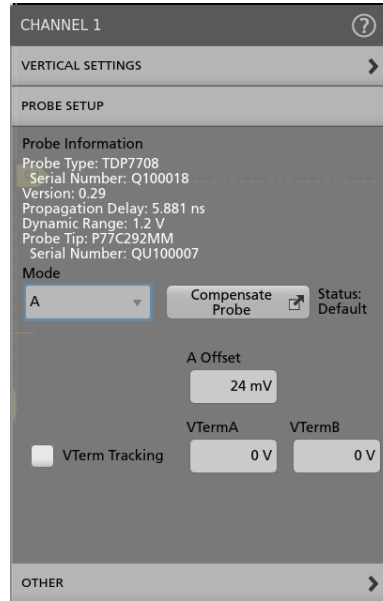 CHANNEL 1
?
VERTICAL SETTINGS
PROBE SETUP
Probe Information
Probe Type: TDP7708
Serial Number: Q100018
Version: 0.29
Propagation Delay: 5.881 ns
Dynamic Range: 1.2 V
Probe Tip: P77C292MM
Serial Number: QU100007
Mode
A
Compensate
Probe
Status:
Default
A Offset
24 mV
VTermA
VTermB
VTerm Tracking
0 V
0 V
OTHER